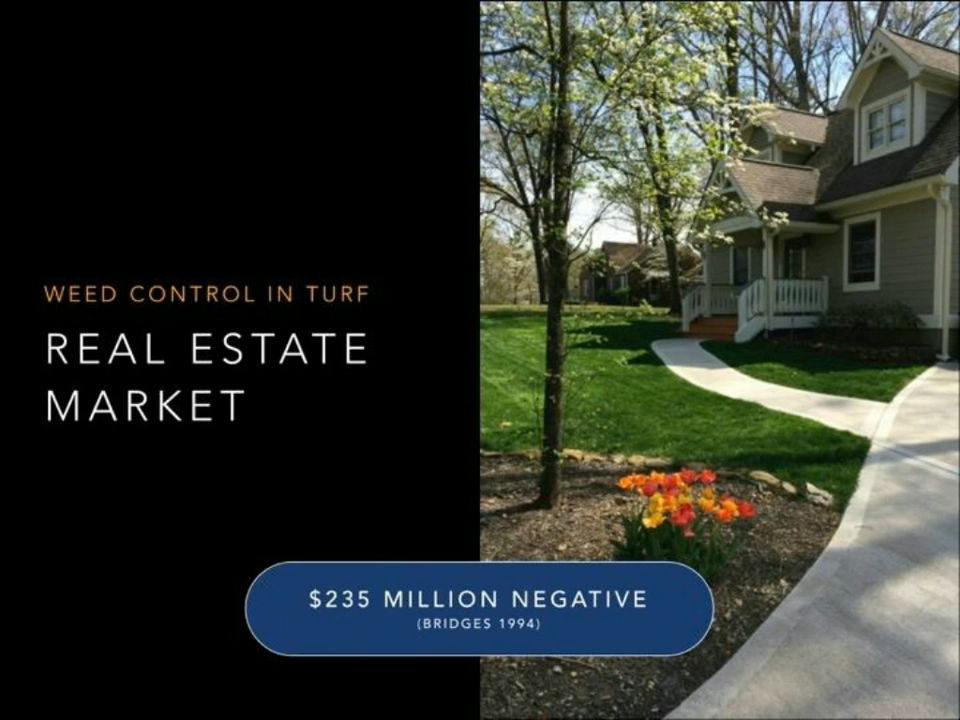 WEED CONTROL IN TURF
REAL ESTATE
MARKET
$235 MILLION NEGATIVE
(BRIDGES 1994)